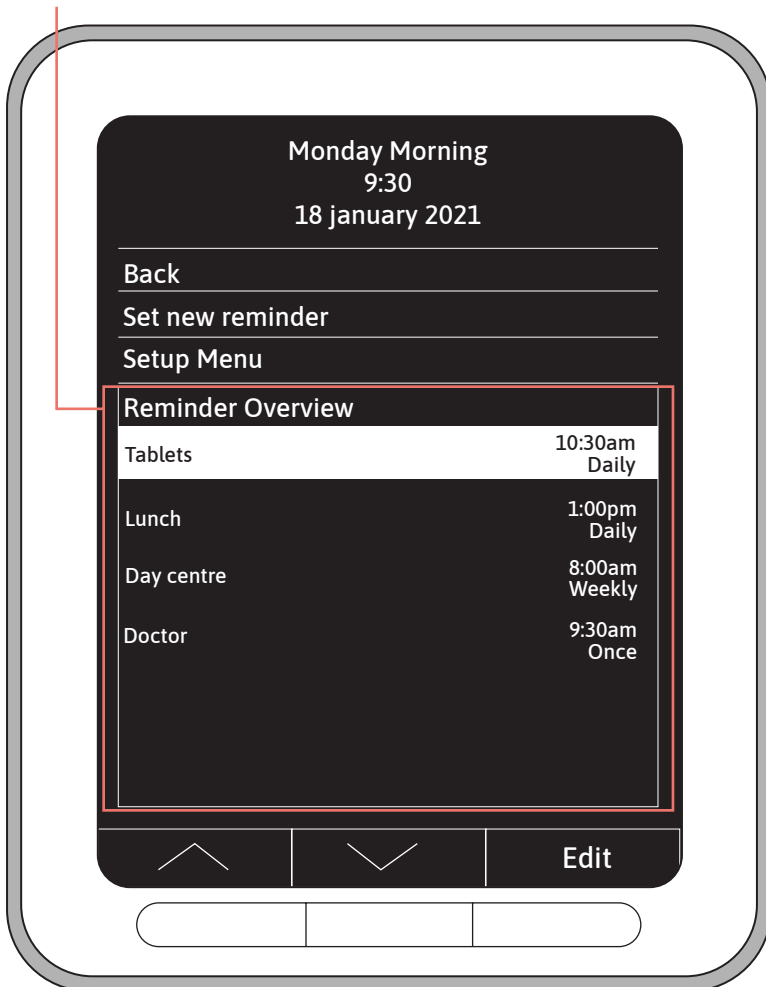 Monday Morning
9:30
18 january 2021
Back
Set new reminder
Setup Menu
Reminder Overview
Tablets 10:30am
Daily
Lunch 1:00pm
Daily
Day centre 8:00am
Weekly
Doctor 9:30am
Once
Edit